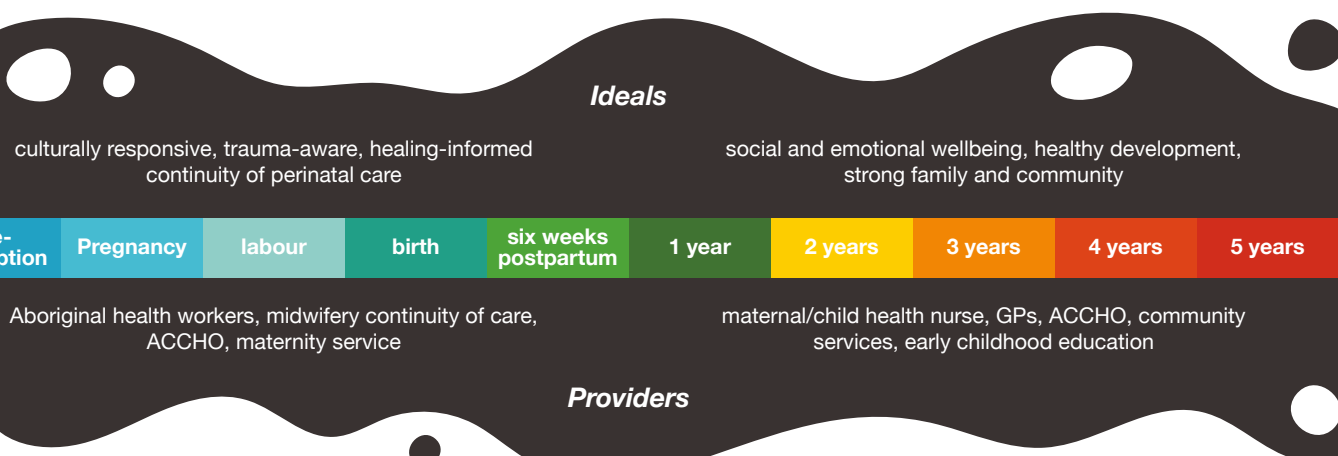 Ideals
culturally responsive, trauma-aware, healing-informed
continuity of perinatal care
social and emotional wellbeing, healthy development,
strong family and community
Pregnancy
labour
birth
six weeks
postpartum
1 year
2 years
3 years
4 years
5 years
Aboriginal health workers, midwifery continuity of care,
ACCHO, maternity service
maternal/child health nurse, GPs, ACCHO, community
services, early childhood education
Providers